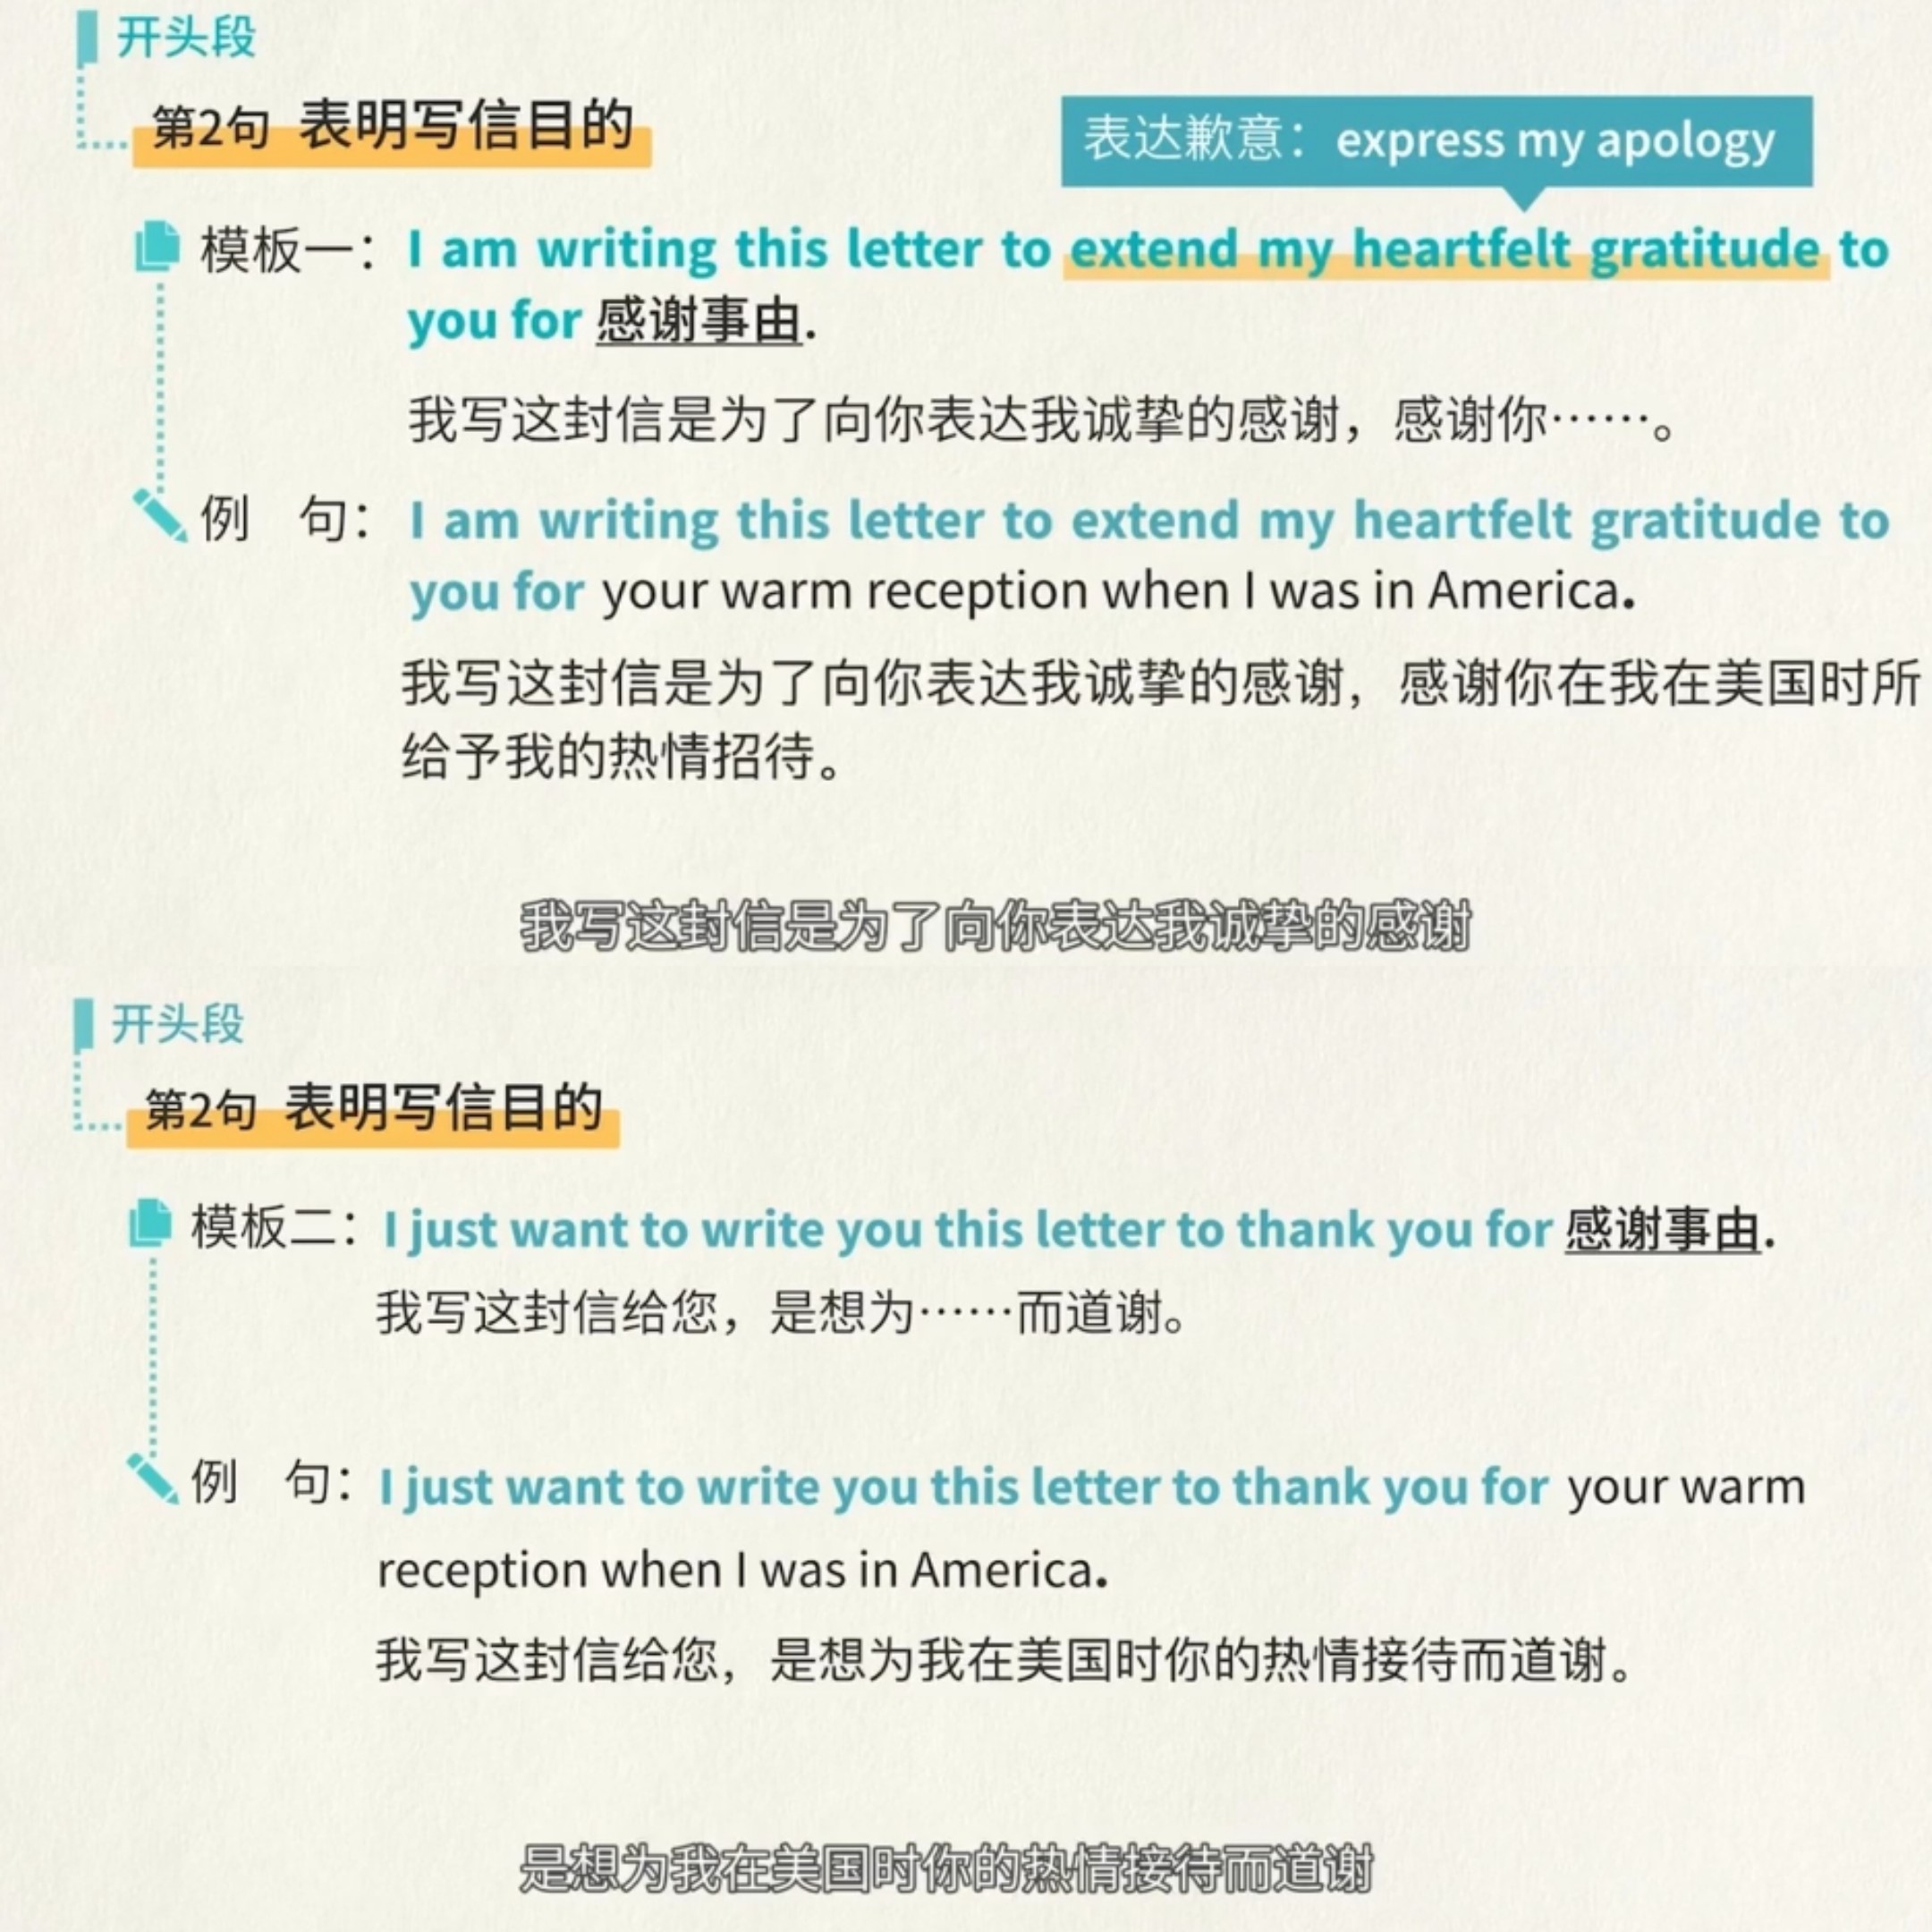 开头段
第2句 表明写信目的
表达歉意：express my apology
模板一：I am writing this letter to extend my heartfelt gratitude to
you for 感谢事由.
我写这封信是为了向你表达我诚挚的感谢，感谢你……。
例 句：I am writing this letter to extend my heartfelt gratitude to
you for your warm reception when I was in America.
我写这封信是为了向你表达我诚挚的感谢，感谢你在我在美国时所
给予我的热情招待。
我写这封信是为了向你表达我诚挚的感谢
开头段
第2句 表明写信目的
模板二：I just want to write you this letter to thank you for 感谢事由.
我写这封信给您，是想为……而道谢。
例 句：I just want to write you this letter to thank you for your warm
reception when I was in America.
我写这封信给您，是想为我在美国时你的热情接待而道谢。
是想为我在美国时你的热情接待而道谢